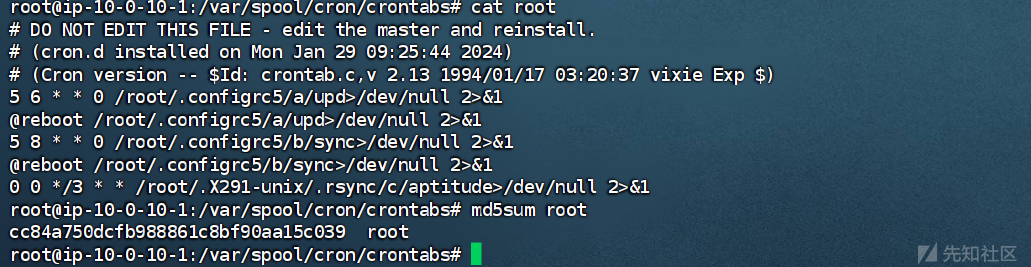 root@ip-10-0-10-1:/var/spool/cron/crontabs# cat root
# DO NOT EDIT THIS FILE - edit the master and reinstall.
# (cron.d installed on Mon Jan 29 09:25:44 2024)
# (Cron version -- $Id: crontab.c,v 2.13 1994/01/17 03:20:37 vixie Exp $)
5 6 * * 0 /root/.configrc5/a/upd>/dev/null 2>&1
@reboot /root/.configrc5/a/upd>/dev/null 2>&1
5 8 * * 0 /root/.configrc5/b/sync>/dev/null 2>&1
@reboot /root/.configrc5/b/sync>/dev/null 2>&1
0 0 */3 * * /root/.X291-unix/.rsync/c/aptitude>/dev/null 2>&1
root@ip-10-0-10-1:/var/spool/cron/crontabs# md5sum root
cc84a750dcfb988861c8bf90aa15c039  root
root@ip-10-0-10-1:/var/spool/cron/crontabs#
先知社区